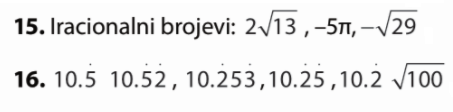 15. Iracionalni brojevi: 2√13 , –5π, –√29
16. 10.5̇ 10.5̇2̇ , 10.2̇53̇ , 10.2̇5̇ , 10.2̇ √100